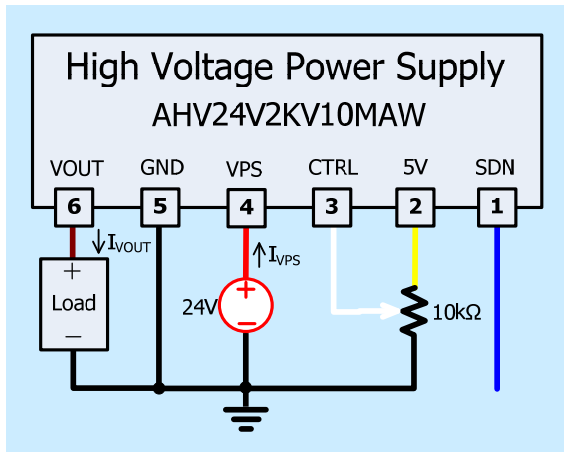 High Voltage Power Supply
AHV24V2KV10MAW
VOUT GND VPS CTRL 5V SDN
6 5 4 3 2 1
IVOUT IVPS
+
Load
−
24V
+
−
10kΩ